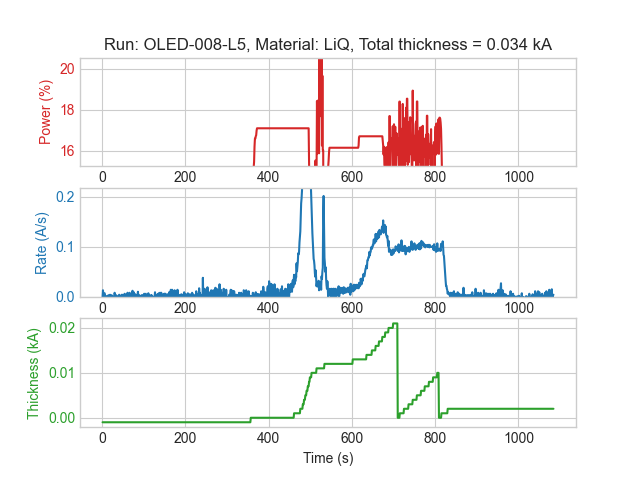 Run: OLED-008-L5, Material: LiQ, Total thickness = 0.034 kA
Power (%)
20
18
16
0 200 400 600 800 1000
Rate (A/s)
0.2
0.1
0.0
0 200 400 600 800 1000
Thickness (kA)
0.02
0.01
0.00
0 200 400 600 800 1000
Time (s)